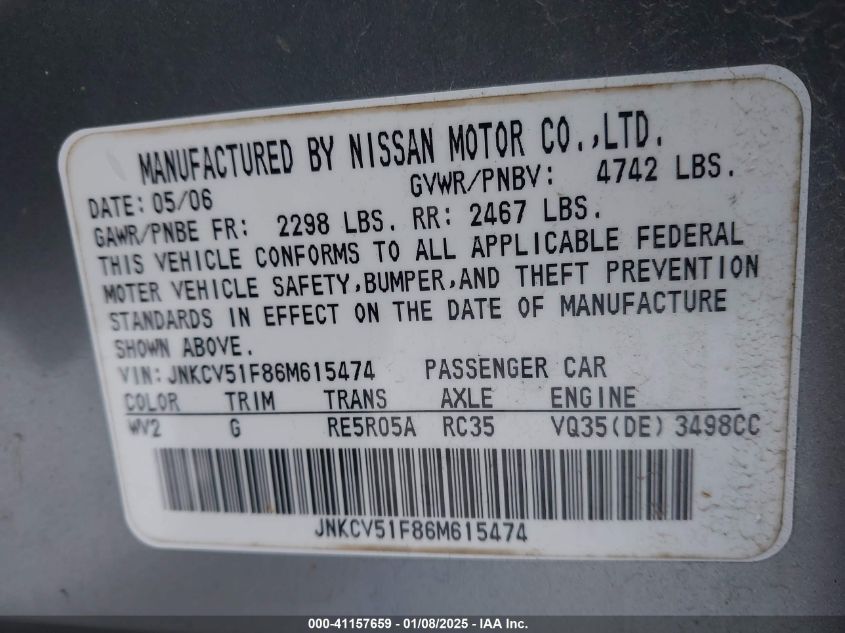 MANUFACTURED BY NISSAN MOTOR CO.,LTD.
DATE: 05/06 GVWR/PNBV: 4742 LBS.
GAWR/PNBE FR: 2298 LBS. RR: 2467 LBS.
THIS VEHICLE CONFORMS TO ALL APPLICABLE FEDERAL
MOTER VEHICLE SAFETY,BUMPER,AND THEFT PREVENTION
STANDARDS IN EFFECT ON THE DATE OF MANUFACTURE
SHOWN ABOVE.
VIN: JNKCV51F86M615474 PASSENGER CAR
COLOR TRIM TRANS AXLE ENGINE
WV2 G RE5R05A RC35 VQ35(DE) 3498CC
JNKCV51F86M615474
000-41157659 - 01/08/2025 - IAA Inc.